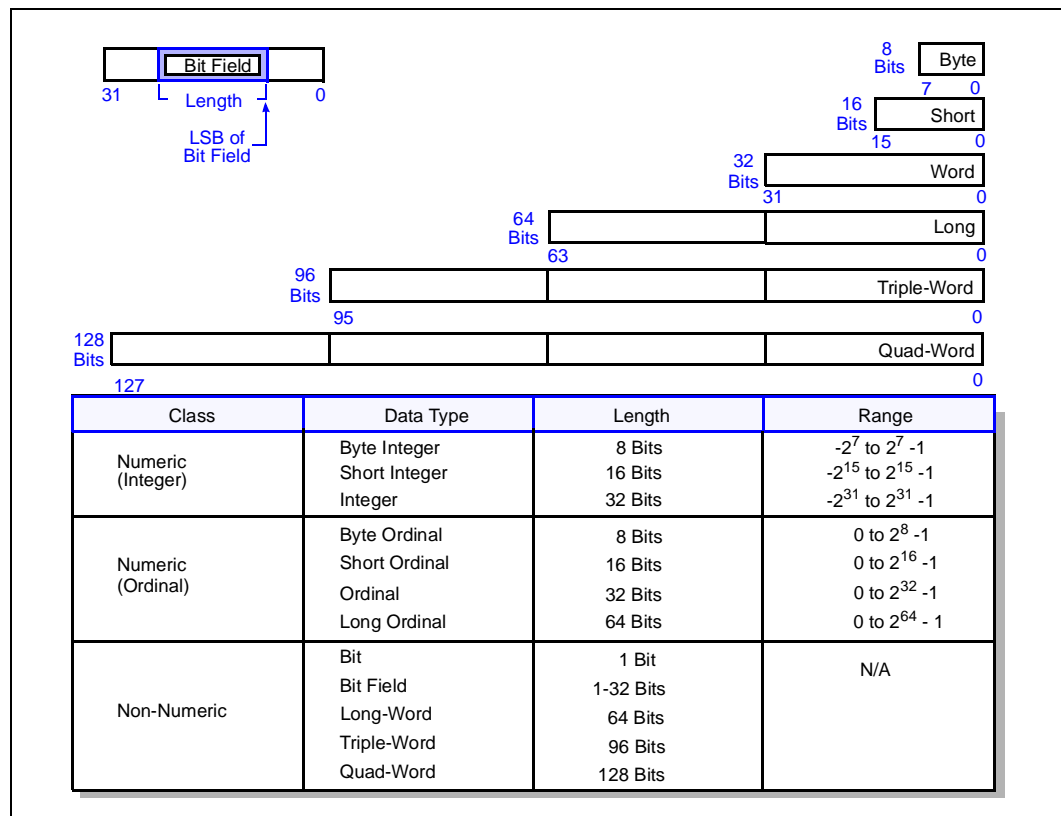 Bit Field
31 Length 0
LSB of
Bit Field
8
Bits
Byte
7 0
16
Bits
Short
15 0
32
Bits
Word
31 0
64
Bits
Long
63 0
96
Bits
Triple-Word
95 0
128
Bits
Quad-Word
127 0
Class Data Type Length Range
Numeric
(Integer)
Byte Integer 8 Bits -2^7 to 2^7 -1
Short Integer 16 Bits -2^15 to 2^15 -1
Integer 32 Bits -2^31 to 2^31 -1
Numeric
(Ordinal)
Byte Ordinal 8 Bits 0 to 2^8 -1
Short Ordinal 16 Bits 0 to 2^16 -1
Ordinal 32 Bits 0 to 2^32 -1
Long Ordinal 64 Bits 0 to 2^64 - 1
Non-Numeric
Bit 1 Bit N/A
Bit Field 1-32 Bits
Long-Word 64 Bits
Triple-Word 96 Bits
Quad-Word 128 Bits